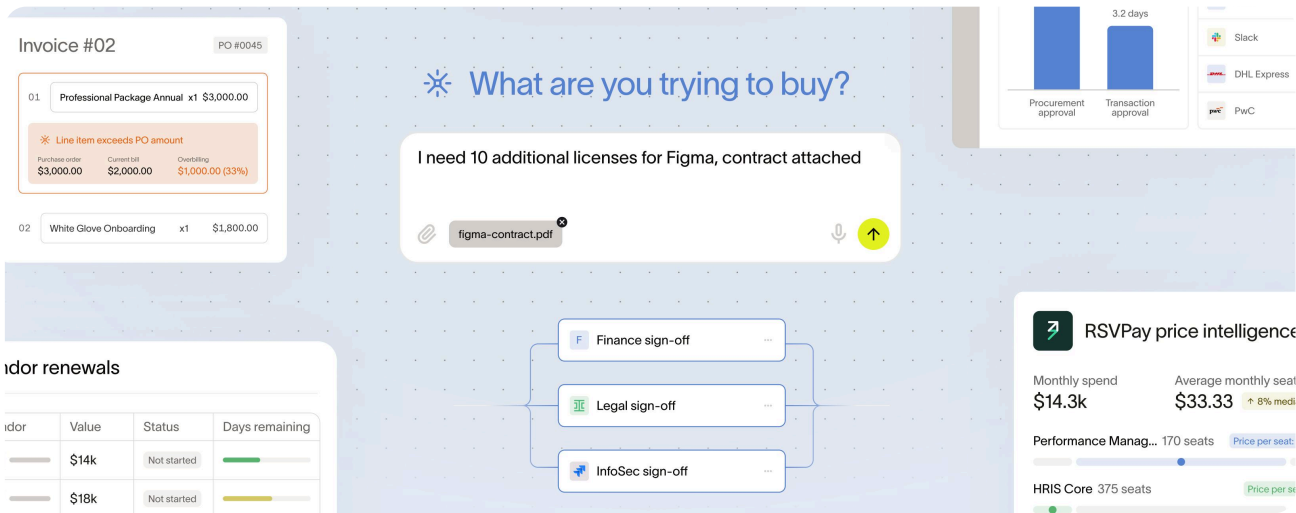 Invoice #02
PO #0045
01 Professional Package Annual x1 $3,000.00
Line item exceeds PO amount
Purchase order Current bill Overbilling
$3,000.00 $2,000.00 $1,000.00 (33%)
02 White Glove Onboarding x1 $1,800.00
What are you trying to buy?
I need 10 additional licenses for Figma, contract attached
figma-contract.pdf
3.2 days
Procurement approval
Transaction approval
Slack
DHL Express
pwc PwC
renewals
Value Status Days remaining
$14k Not started
$18k Not started
F Finance sign-off
Legal sign-off
InfoSec sign-off
RSVPay price intelligence
Monthly spend Average monthly seat
$14.3k $33.33 ↑ 8%
Performance Manag... 170 seats Price per seat:
HRIS Core 375 seats Price per